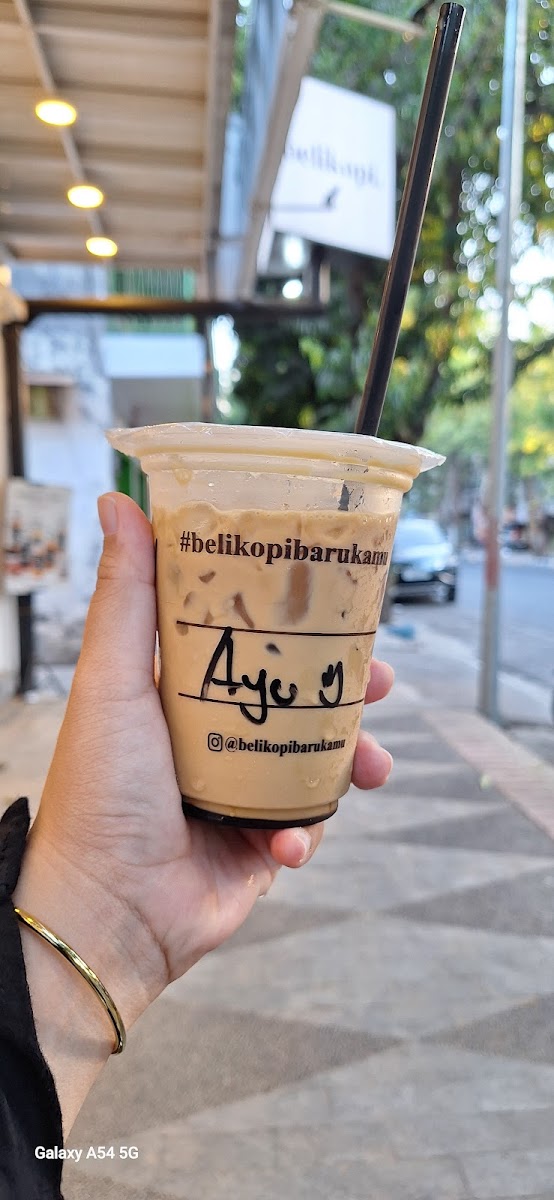 belikopi.
#belikopibarukamu
Ayu
@belikopibarukamu
Galaxy A54 5G